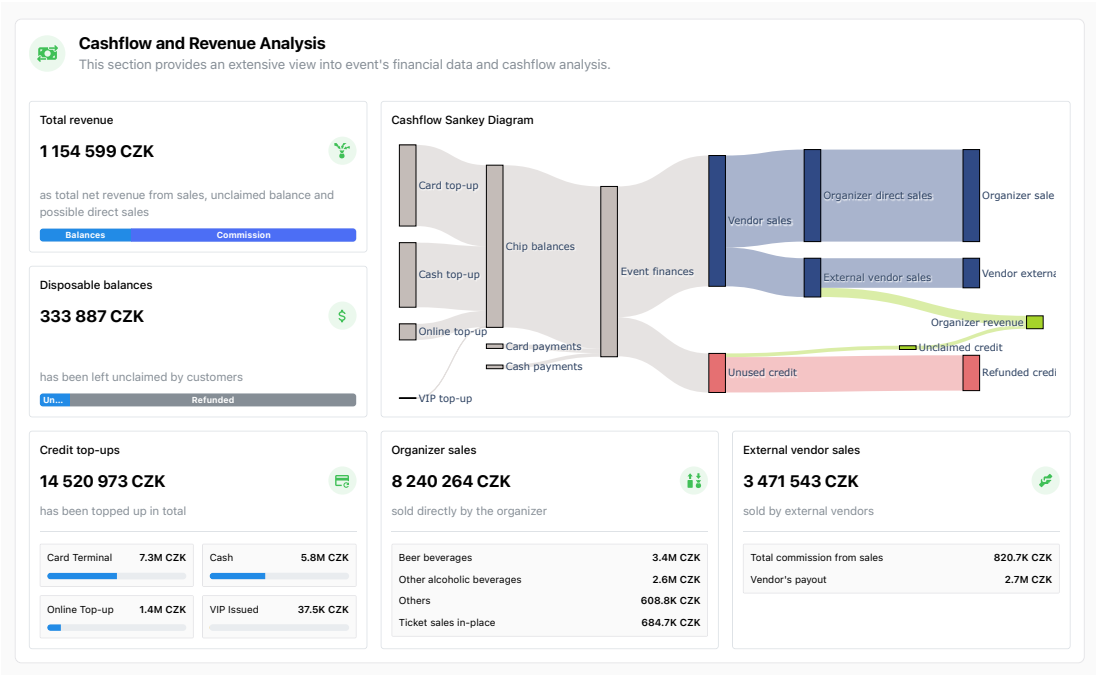 Cashflow and Revenue Analysis
This section provides an extensive view into event's financial data and cashflow analysis.
Total revenue
1 154 599 CZK
as total net revenue from sales, unclaimed balance and
possible direct sales
Balances
Commission
Disposable balances
333 887 CZK
has been left unclaimed by customers
Un...
Refunded
Cashflow Sankey Diagram
Card top-up
Cash top-up
Online top-up
VIP top-up
Chip balances
Card payments
Cash payments
Event finances
Vendor sales
Unused credit
Organizer direct sales
External vendor sales
Organizer sale
Vendor externa
Organizer revenue
Unclaimed credit
Refunded credi
Credit top-ups
14 520 973 CZK
has been topped up in total
Card Terminal 7.3M CZK
Cash 5.8M CZK
Online Top-up 1.4M CZK
VIP Issued 37.5K CZK
Organizer sales
8 240 264 CZK
sold directly by the organizer
Beer beverages 3.4M CZK
Other alcoholic beverages 2.6M CZK
Others 608.8K CZK
Ticket sales in-place 684.7K CZK
External vendor sales
3 471 543 CZK
sold by external vendors
Total commission from sales 820.7K CZK
Vendor's payout 2.7M CZK